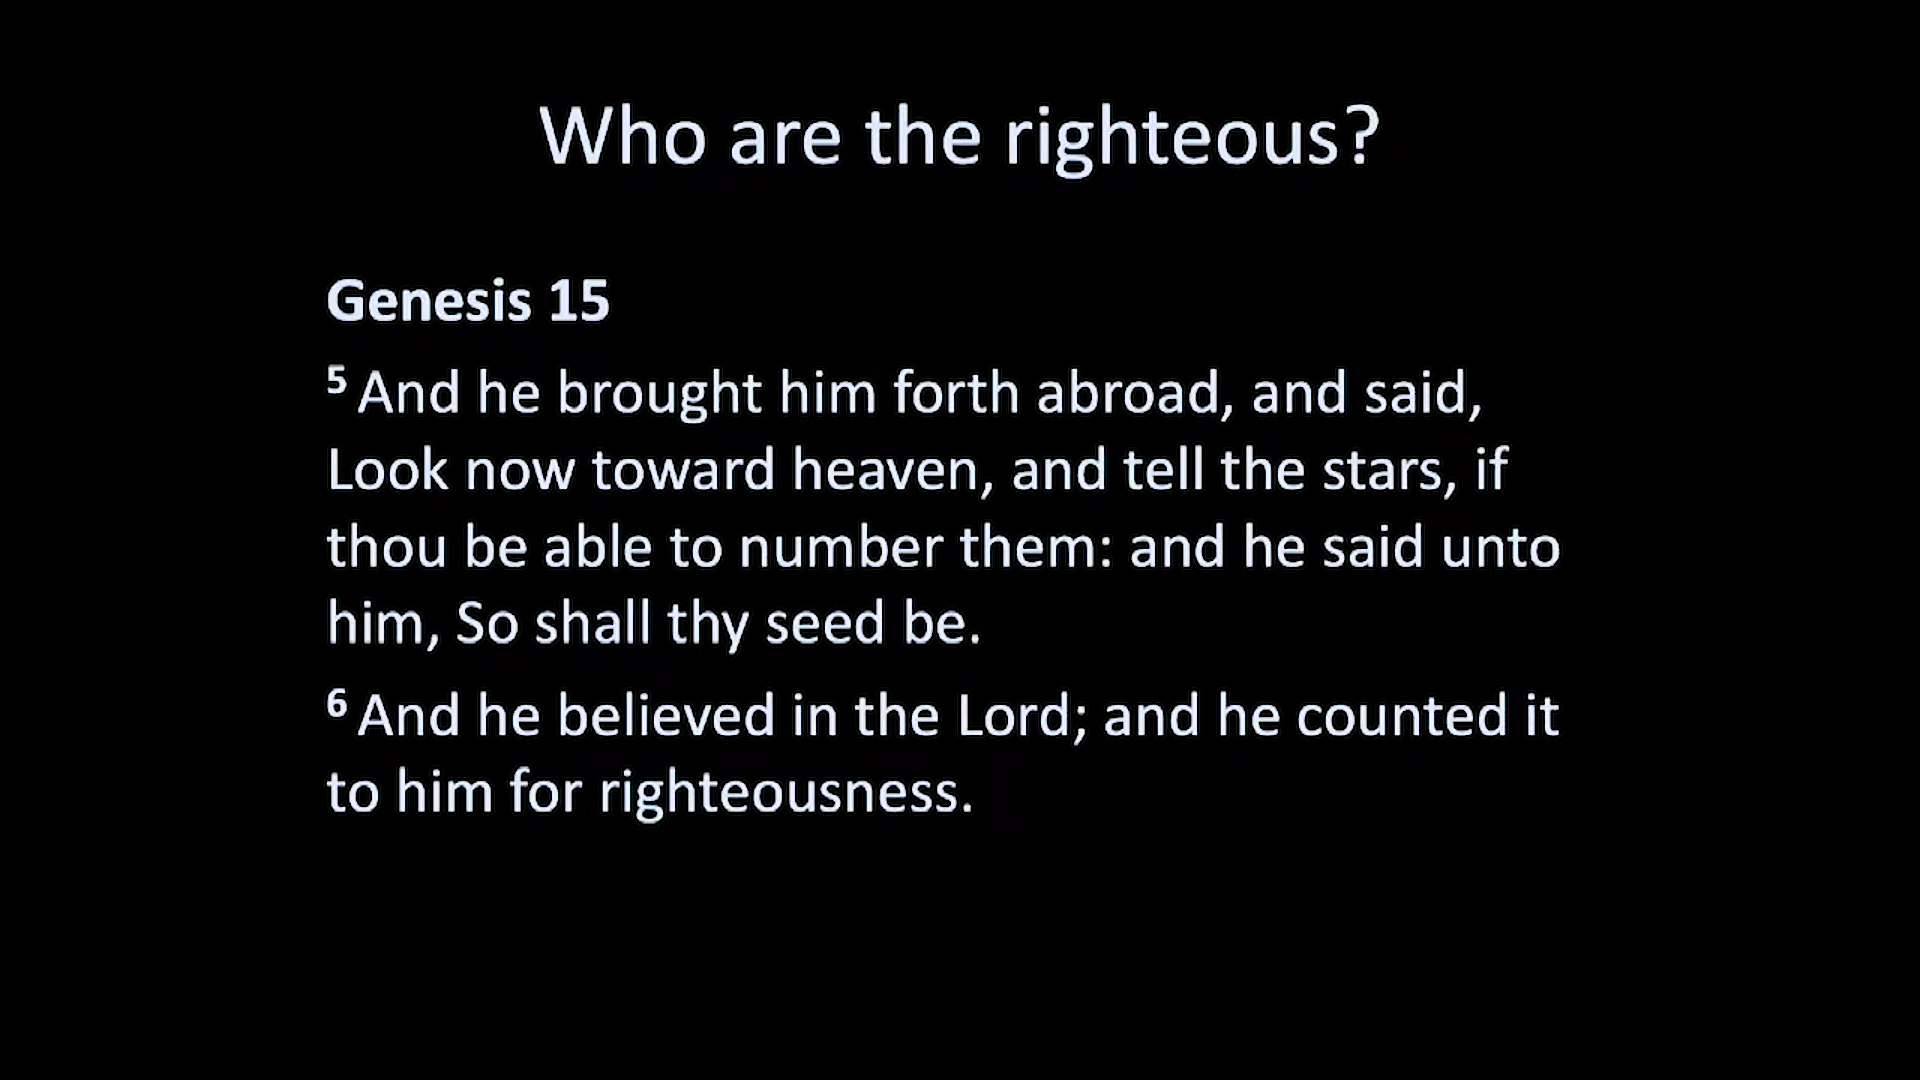 Who are the righteous?
Genesis 15
5 And he brought him forth abroad, and said,
Look now toward heaven, and tell the stars, if
thou be able to number them: and he said unto
him, So shall thy seed be.
6 And he believed in the Lord; and he counted it
to him for righteousness.